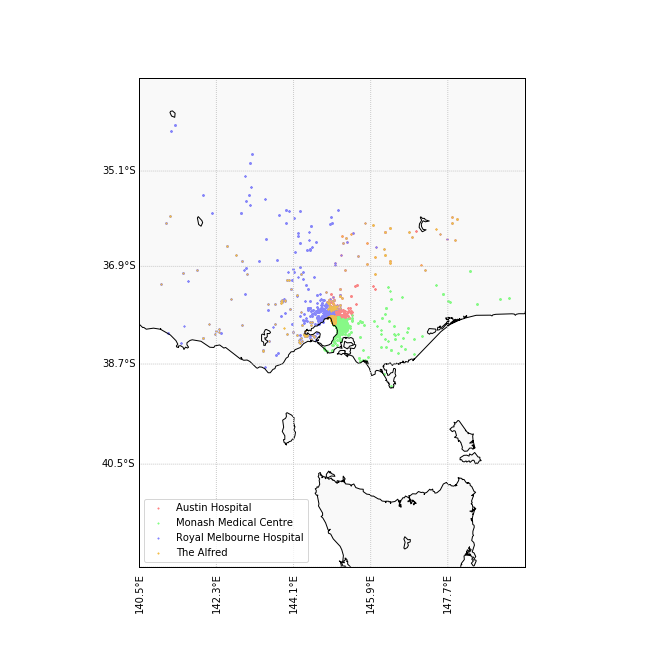 35.1°S
36.9°S
38.7°S
40.5°S
Austin Hospital
Monash Medical Centre
Royal Melbourne Hospital
The Alfred
140.5°E
142.3°E
144.1°E
145.9°E
147.7°E